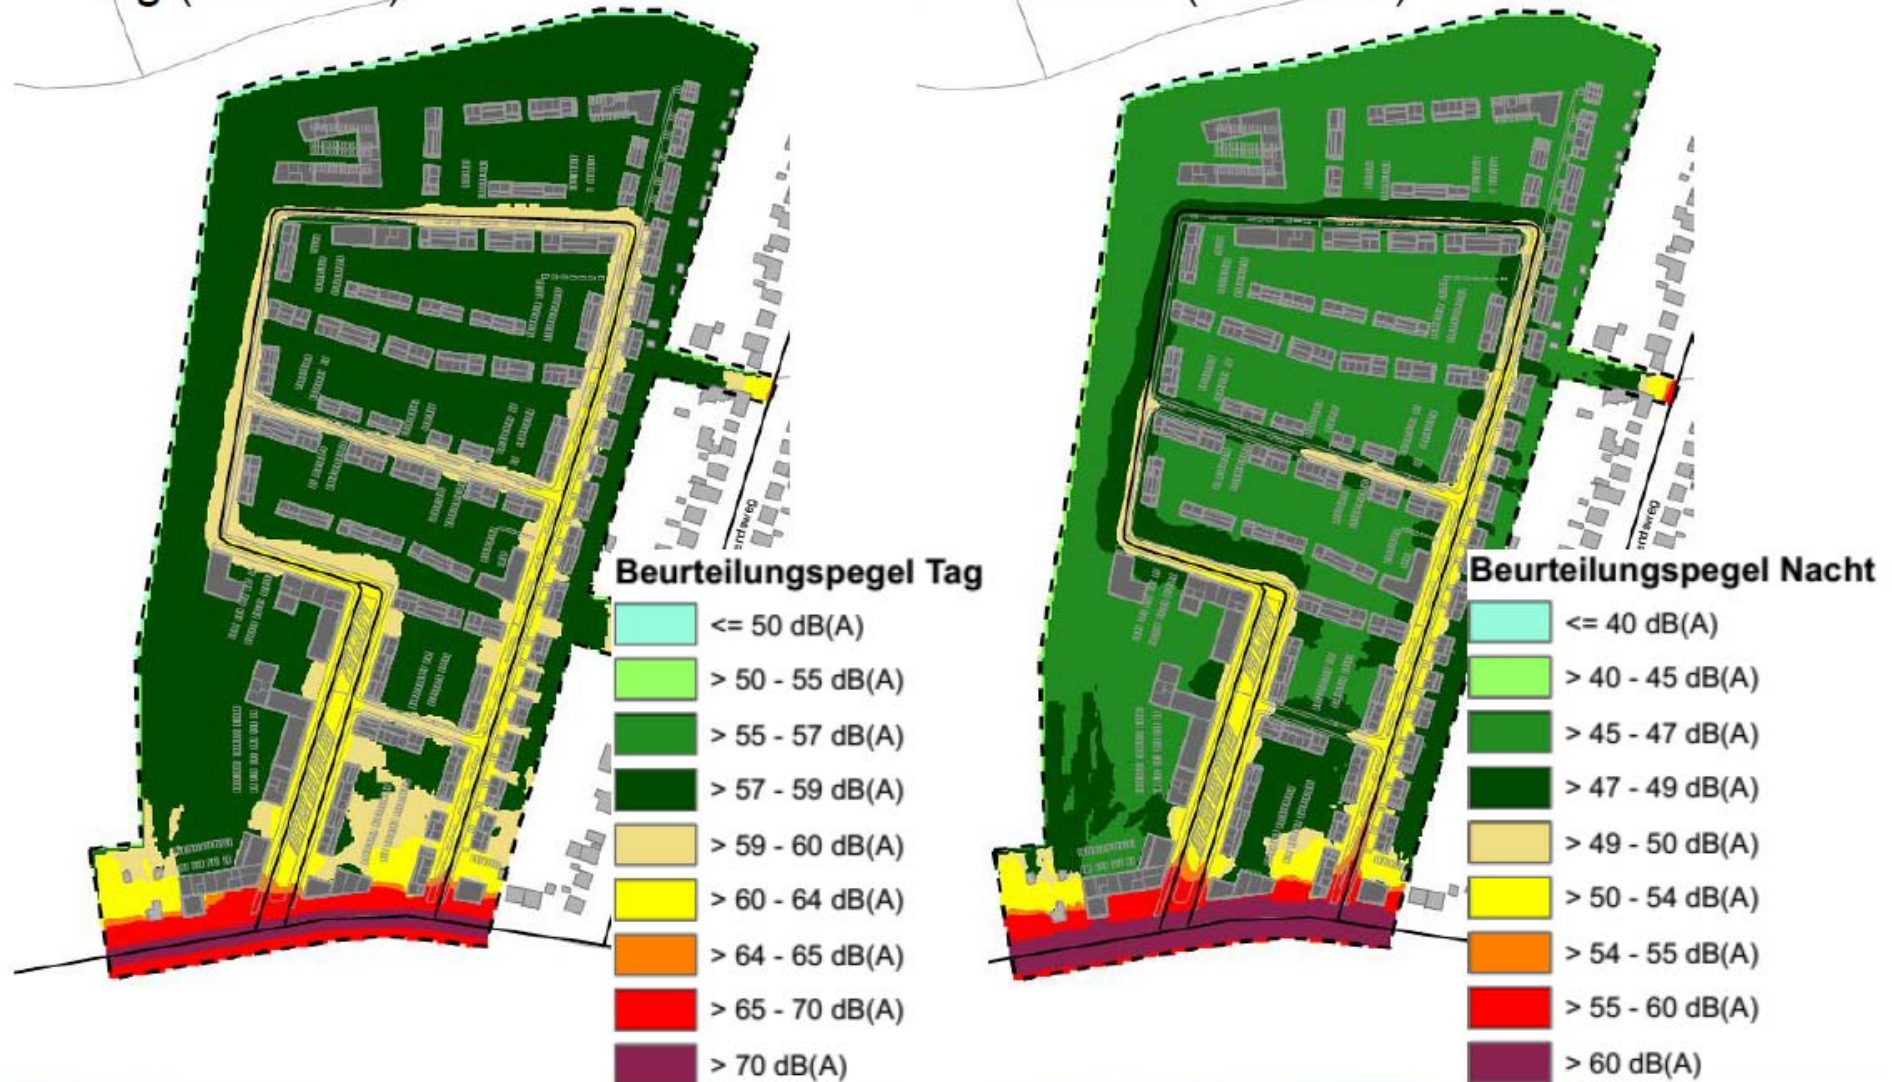 Beurteilungspegel Tag
<= 50 dB(A)
> 50 - 55 dB(A)
> 55 - 57 dB(A)
> 57 - 59 dB(A)
> 59 - 60 dB(A)
> 60 - 64 dB(A)
> 64 - 65 dB(A)
> 65 - 70 dB(A)
> 70 dB(A)
Beurteilungspegel Nacht
<= 40 dB(A)
> 40 - 45 dB(A)
> 45 - 47 dB(A)
> 47 - 49 dB(A)
> 49 - 50 dB(A)
> 50 - 54 dB(A)
> 54 - 55 dB(A)
> 55 - 60 dB(A)
> 60 dB(A)